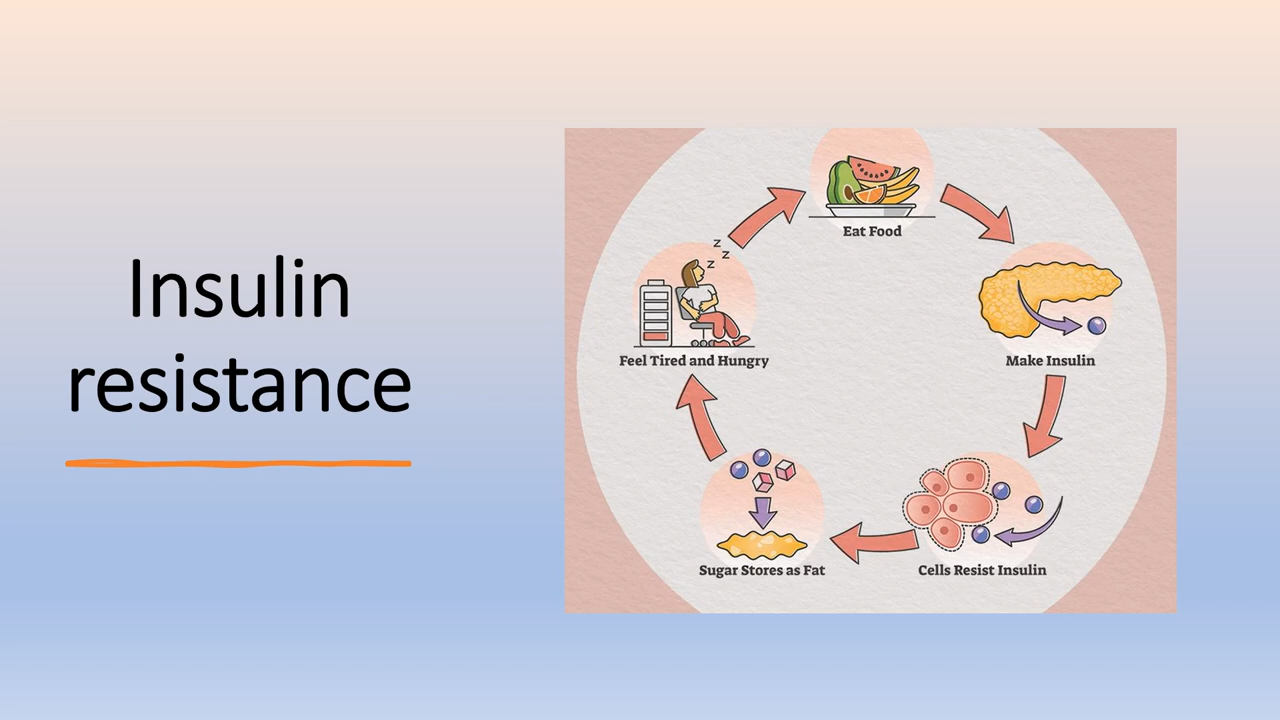 Insulin
resistance
Eat Food
Make Insulin
Cells Resist Insulin
Sugar Stores as Fat
Feel Tired and Hungry
z
z
z